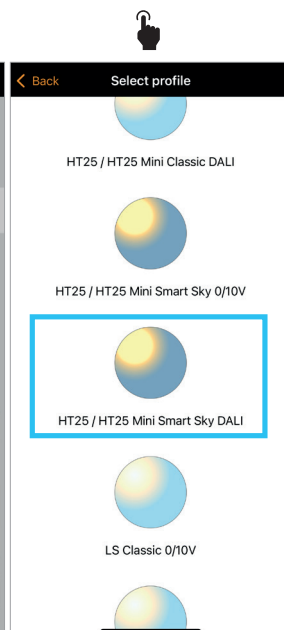 Back
Select profile
HT25 / HT25 Mini Classic DALI
HT25 / HT25 Mini Smart Sky 0/10V
HT25 / HT25 Mini Smart Sky DALI
LS Classic 0/10V